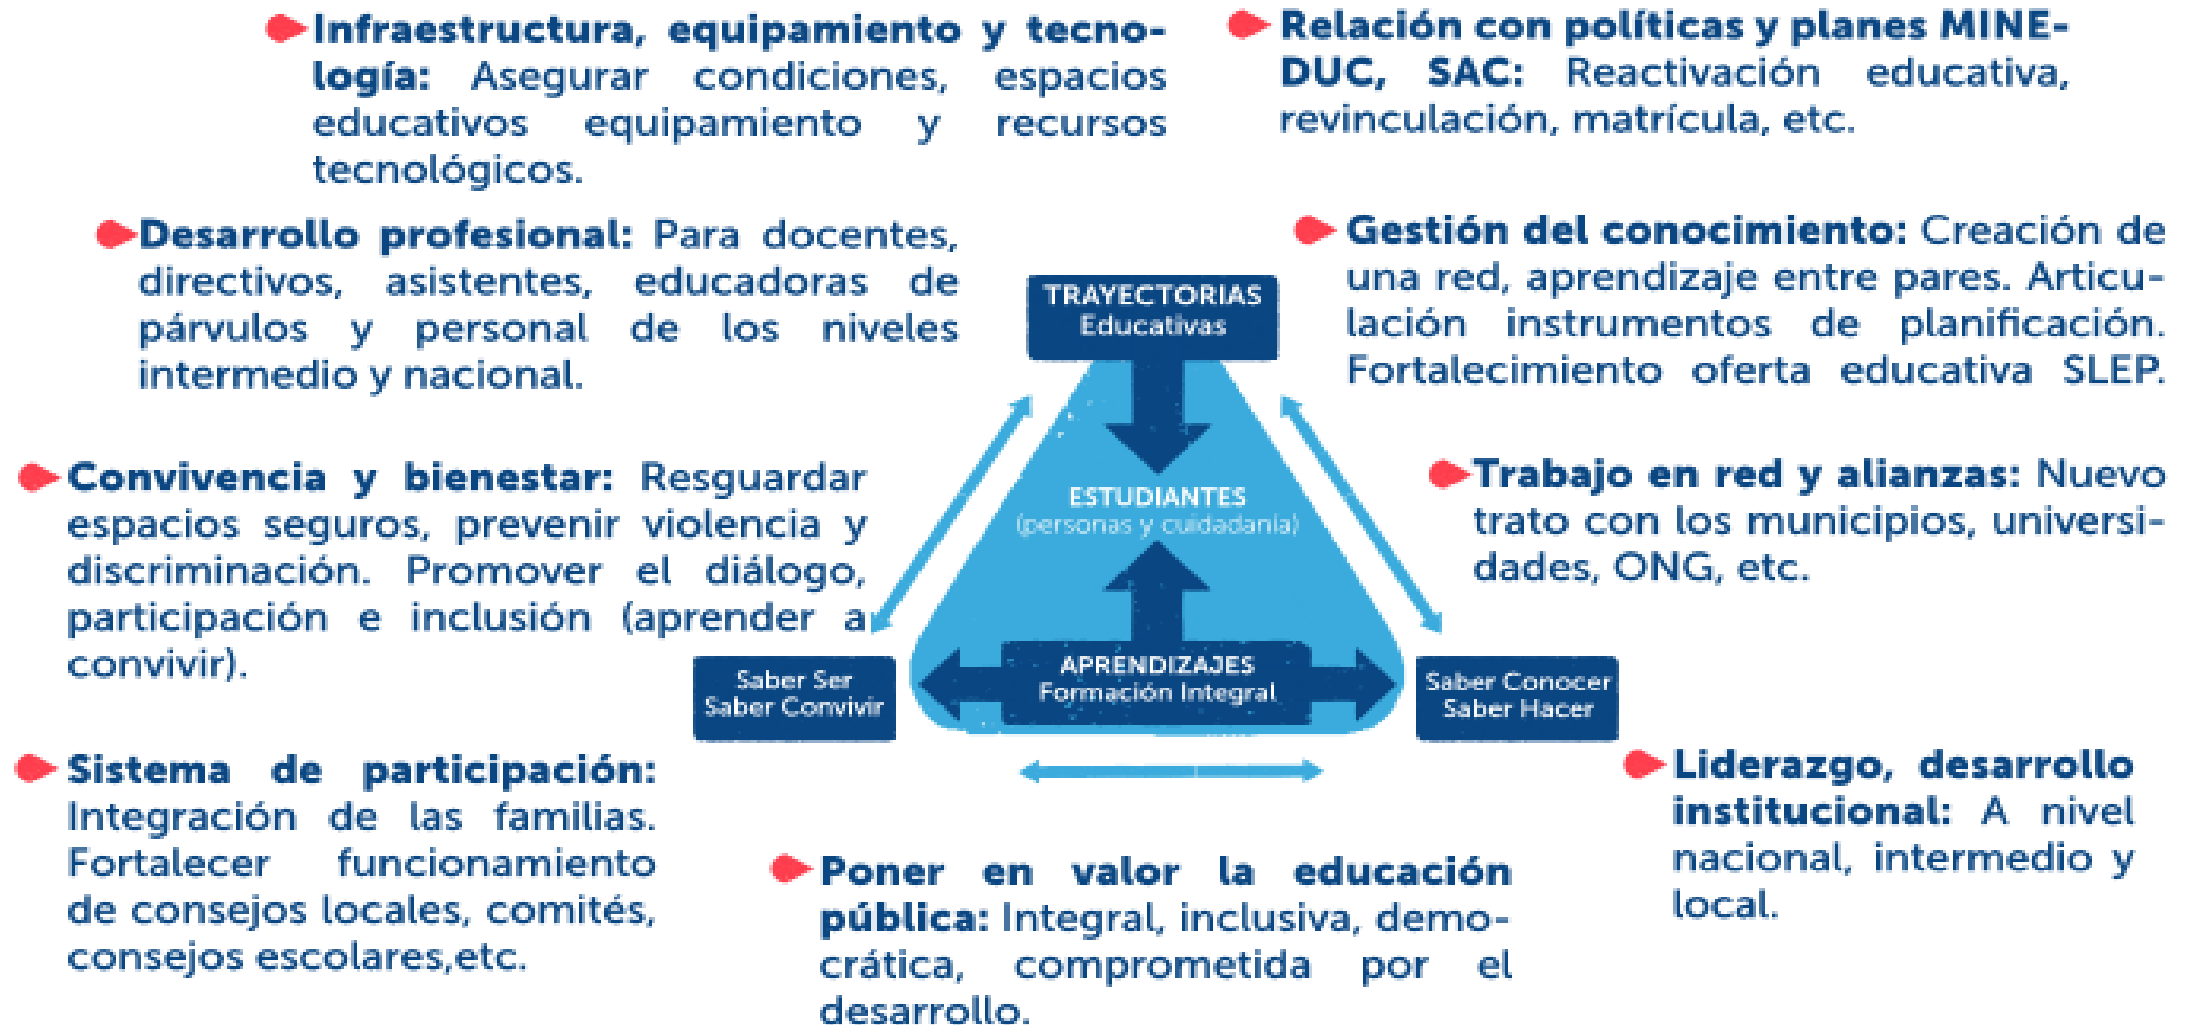 Infraestructura, equipamiento y tecno-
logía: Asegurar condiciones, espacios
educativos equipamiento y recursos
tecnológicos.
Relación con políticas y planes MINE-
DUC, SAC: Reactivación educativa,
revinculación, matrícula, etc.
Desarrollo profesional: Para docentes,
directivos, asistentes, educadoras de
párvulos y personal de los niveles
intermedio y nacional.
Gestión del conocimiento: Creación de
una red, aprendizaje entre pares. Articu-
lación instrumentos de planificación.
Fortalecimiento oferta educativa SLEP.
TRAYECTORIAS
Educativas
Convivencia y bienestar: Resguardar
espacios seguros, prevenir violencia y
discriminación. Promover el diálogo,
participación e inclusión (aprender a
convivir).
ESTUDIANTES
(personas y cuidadanía)
Trabajo en red y alianzas: Nuevo
trato con los municipios, universi-
dades, ONG, etc.
Saber Ser
Saber Convivir
APRENDIZAJES
Formación Integral
Saber Conocer
Saber Hacer
Sistema de participación:
Integración de las familias.
Fortalecer funcionamiento
de consejos locales, comités,
consejos escolares,etc.
Poner en valor la educación
pública: Integral, inclusiva, demo-
crática, comprometida por el
desarrollo.
Liderazgo, desarrollo
institucional: A nivel
nacional, intermedio y
local.